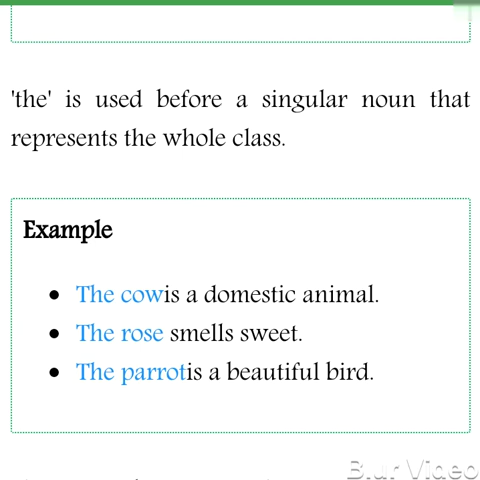 'the' is used before a singular noun that
represents the whole class.
Example
• The cowis a domestic animal.
• The rose smells sweet.
• The parrotis a beautiful bird.
B.ur Video